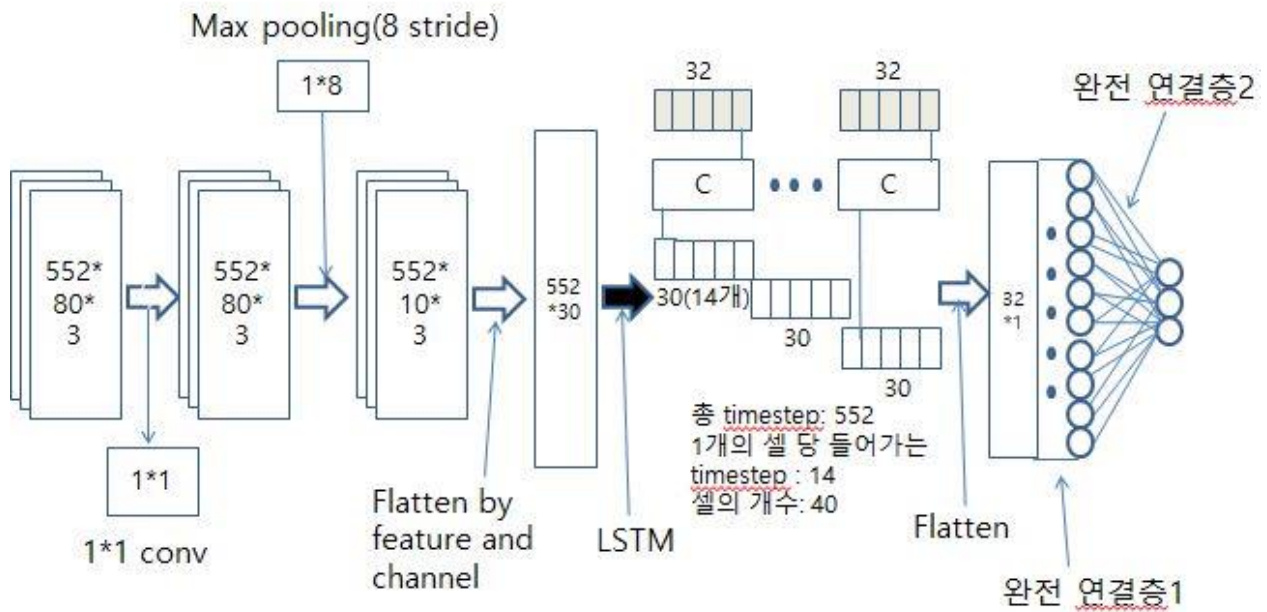 Max pooling(8 stride)
1*8
552*
80*
3
1*1
1*1 conv
552*
80*
3
552*
10*
3
Flatten by
feature and
channel
552
*30
LSTM
32
32
C
C
30(14개)
30
30
총 timestep: 552
1개의 셀 당 들어가는
timestep : 14
셀의 개수: 40
Flatten
32
*1
완전 연결층2
완전 연결층1